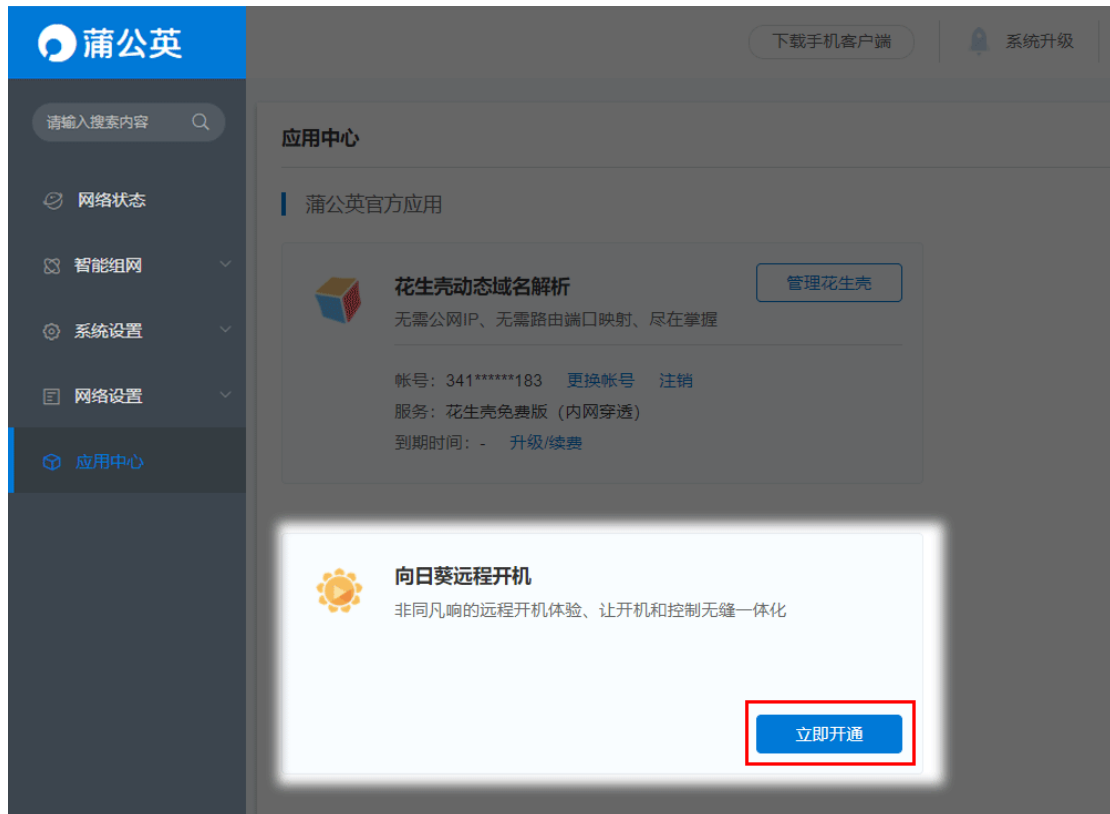 蒲公英
下载手机客户端
系统升级
请输入搜索内容
网络状态
智能组网
系统设置
网络设置
应用中心
应用中心
蒲公英官方应用
花生壳动态域名解析
管理花生壳
无需公网IP、无需路由端口映射、尽在掌握
帐号：341******183 更换帐号 注销
服务：花生壳免费版（内网穿透）
到期时间：- 升级/续费
向日葵远程开机
非同凡响的远程开机体验、让开机和控制无缝一体化
立即开通